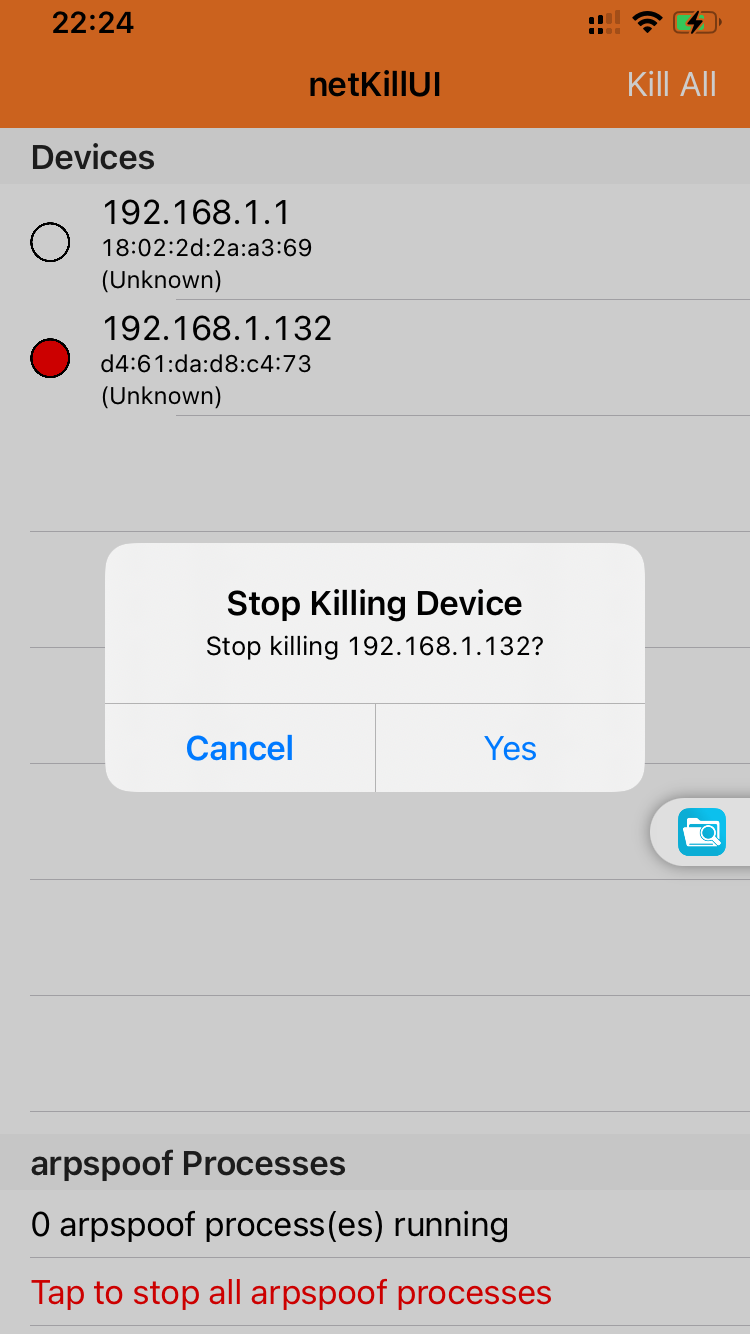 22:24
netKillUI
Kill All
Devices
192.168.1.1
18:02:2d:2a:a3:69
(Unknown)
192.168.1.132
d4:61:da:d8:c4:73
(Unknown)
Stop Killing Device
Stop killing 192.168.1.132?
Cancel
Yes
arpspoof Processes
0 arpspoof process(es) running
Tap to stop all arpspoof processes